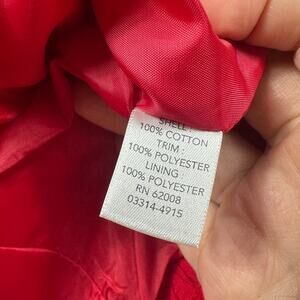 SHELL:
100% COTTON
TRIM :
100% POLYESTER
LINING :
100% POLYESTER
RN 62008
03314-4915